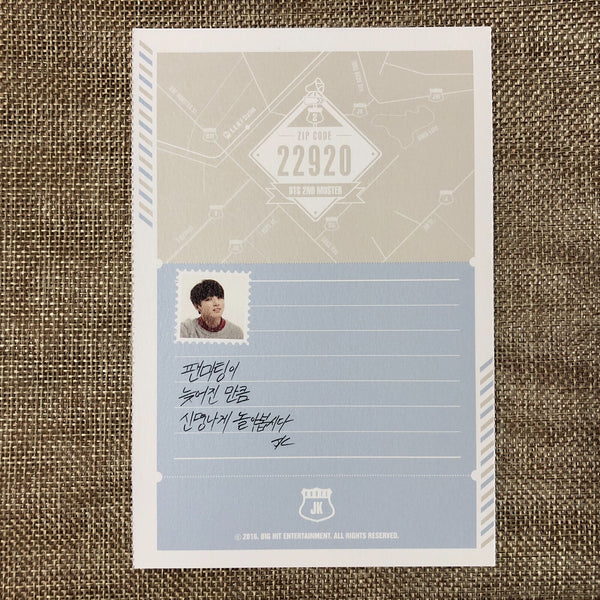 ZIP CODE
22920
BTS 2ND MUSTER
팬미팅이
늦어진 만큼
신명나게 놀아봅시다
JK
JK
© 2016. BIG HIT ENTERTAINMENT. ALL RIGHTS RESERVED.